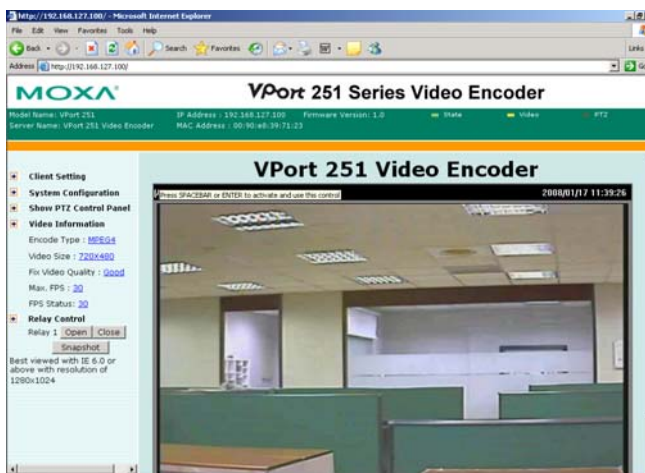 http://192.168.127.100/ - Microsoft Internet Explorer
File Edit View Favorites Tools Help
Back Search Favorites Links
Address http://192.168.127.100/ Go
MOXA VPort 251 Series Video Encoder
Model Name: VPort 251 IP Address : 192.168.127.100 Firmware Version: 1.0 State Video PTZ
Server Name: VPort 251 Video Encoder MAC Address : 00:90:e8:39:71:23
VPort 251 Video Encoder
Client Setting
System Configuration
Show PTZ Control Panel
Video Information
Encode Type : MPEG4
Video Size : 720x480
Fix Video Quality : Good
Max. FPS : 30
FPS Status: 30
Relay Control
Relay 1 Open Close
Snapshot
Best viewed with IE 6.0 or
above with resolution of
1280x1024
Press SPACEBAR or ENTER to activate and use this control 2008/01/17 11:39:26